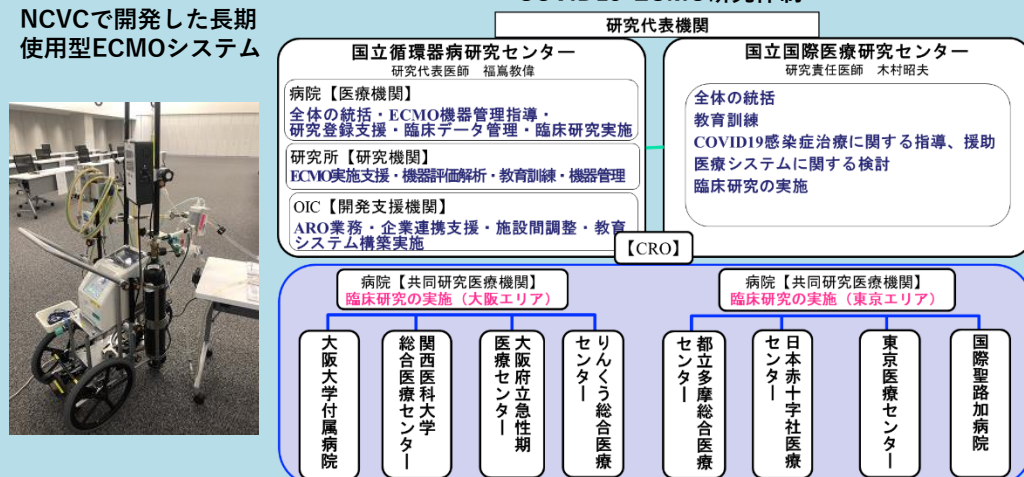 NCVCで開発した長期
使用型ECMOシステム
研究代表機関
国立循環器病研究センター
研究代表医師 福嶌教偉
病院【医療機関】
全体の統括・ECMO機器管理指導・
研究登録支援・臨床データ管理・臨床研究実施
研究所【研究機関】
ECMO実施支援・機器評価解析・教育訓練・機器管理
OIC【開発支援機関】
ARO業務・企業連携支援・施設間調整・教育
システム構築実施
国立国際医療研究センター
研究責任医師 木村昭夫
全体の統括
教育訓練
COVID19感染症治療に関する指導、援助
医療システムに関する検討
臨床研究の実施
【CRO】
病院【共同研究医療機関】
臨床研究の実施（大阪エリア）
大阪大学付属病院
関西医科大学
総合医療センター
大阪府立急性期
医療センター
りんくう総合医療
センター
病院【共同研究医療機関】
臨床研究の実施（東京エリア）
都立多摩総合医療
センター
日本赤十字社医療
センター
東京医療センター
国際聖路加病院